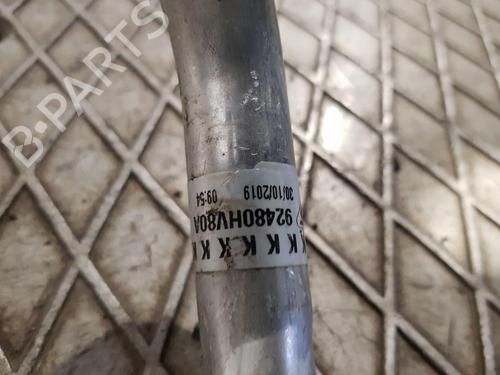 K K K K K K
92480HV80A
30/10/2019
09:54
B-PARTS